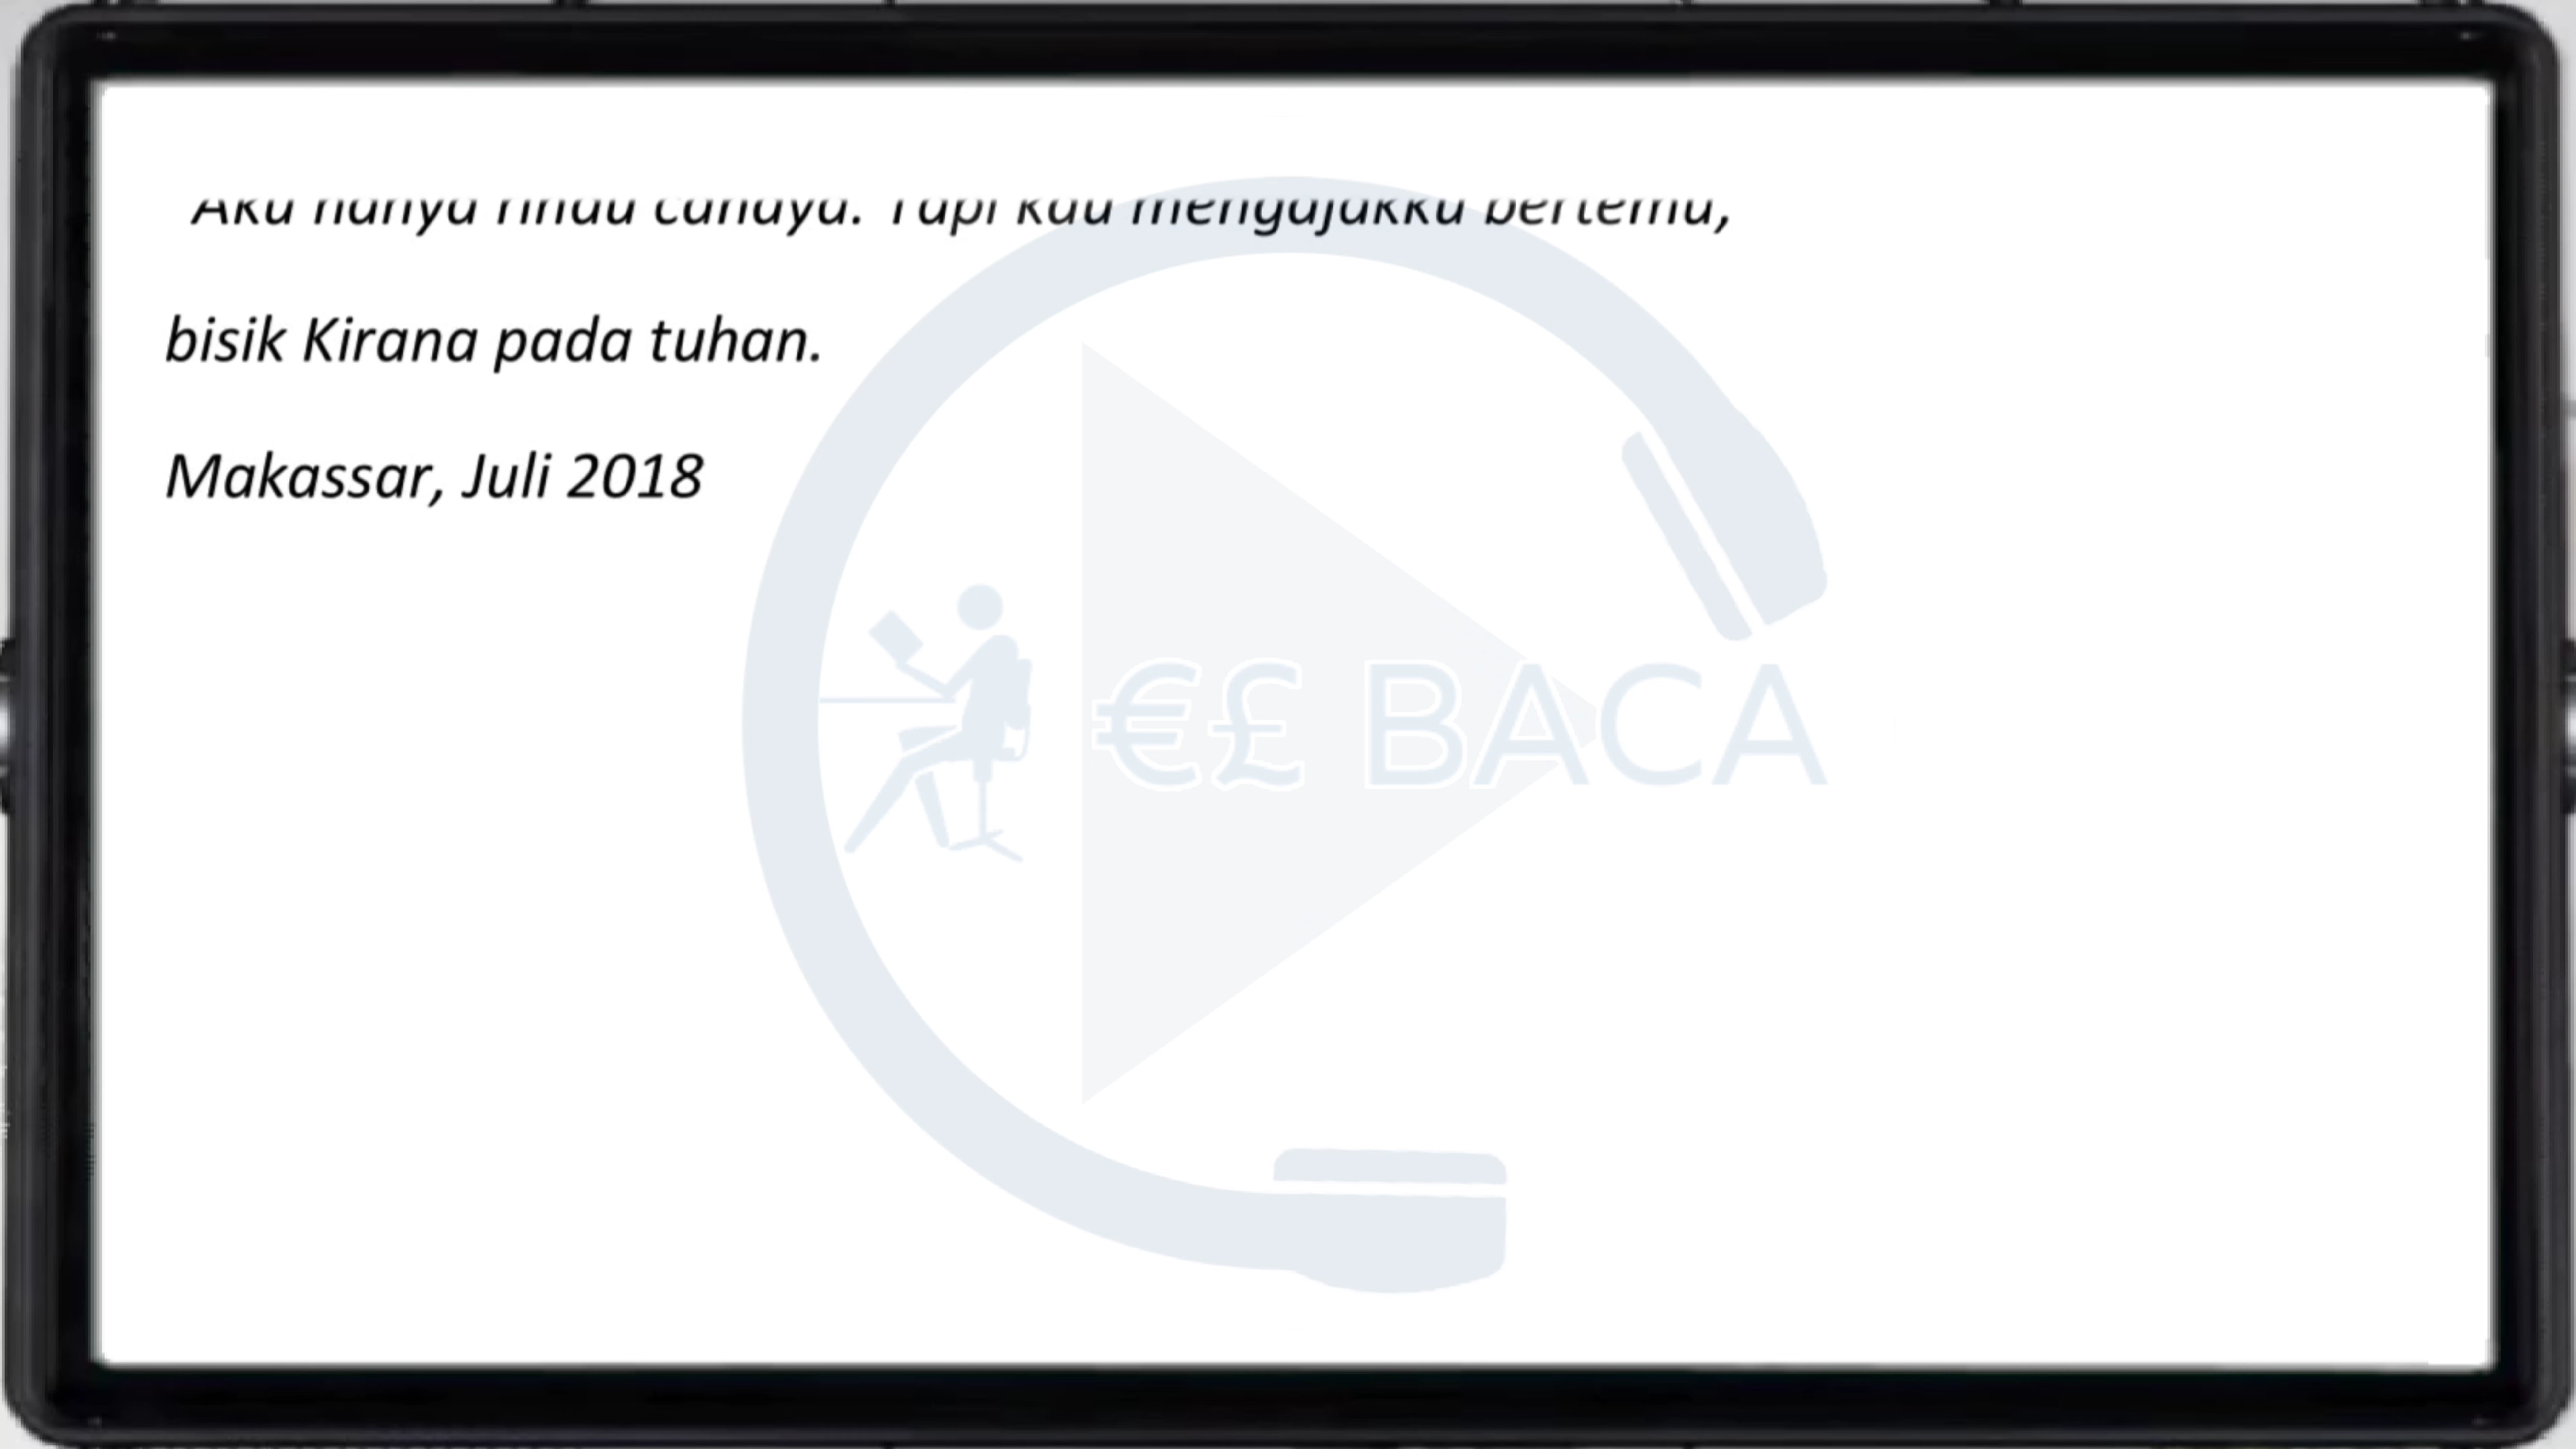 Aku hanya rindu cahaya. Tapi kau mengajakku bertemu,
bisik Kirana pada tuhan.
Makassar, Juli 2018
€£ BACA